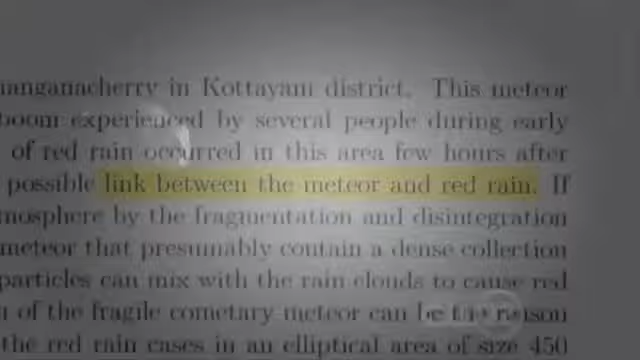 hanganacherry in Kottayam district. This meteor
boom experienced by several people during early
of red rain occurred in this area few hours after
possible link between the meteor and red rain. If
mosphere by the fragmentation and disintegration
meteor that presumably contain a dense collection
particles can mix with the rain clouds to cause red
of the fragile cometary meteor can be the reason
the red rain cases in an elliptical area of size 450